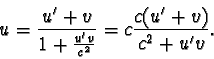 u = \frac{u' + v}{1 + \frac{u'v}{c^2}} = c \frac{c(u' + v)}{c^2 + u'v}.